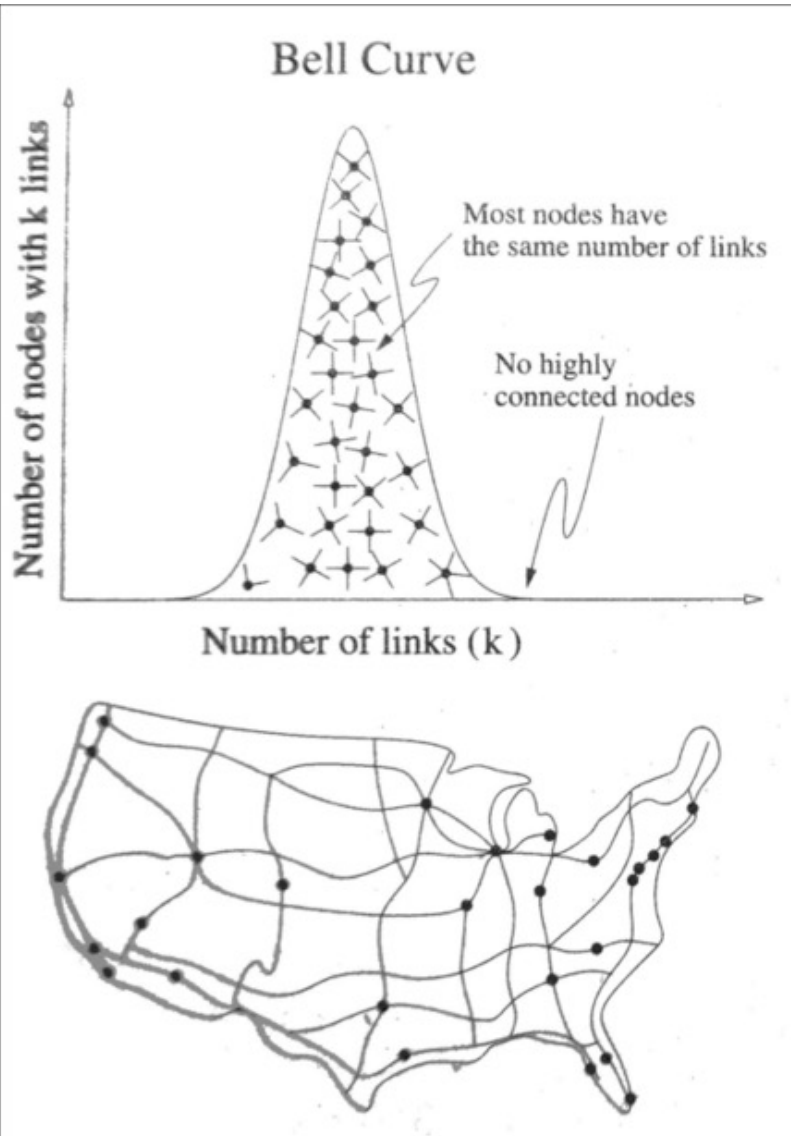 Bell Curve
Number of nodes with k links
Most nodes have
the same number of links
No highly
connected nodes
Number of links (k)